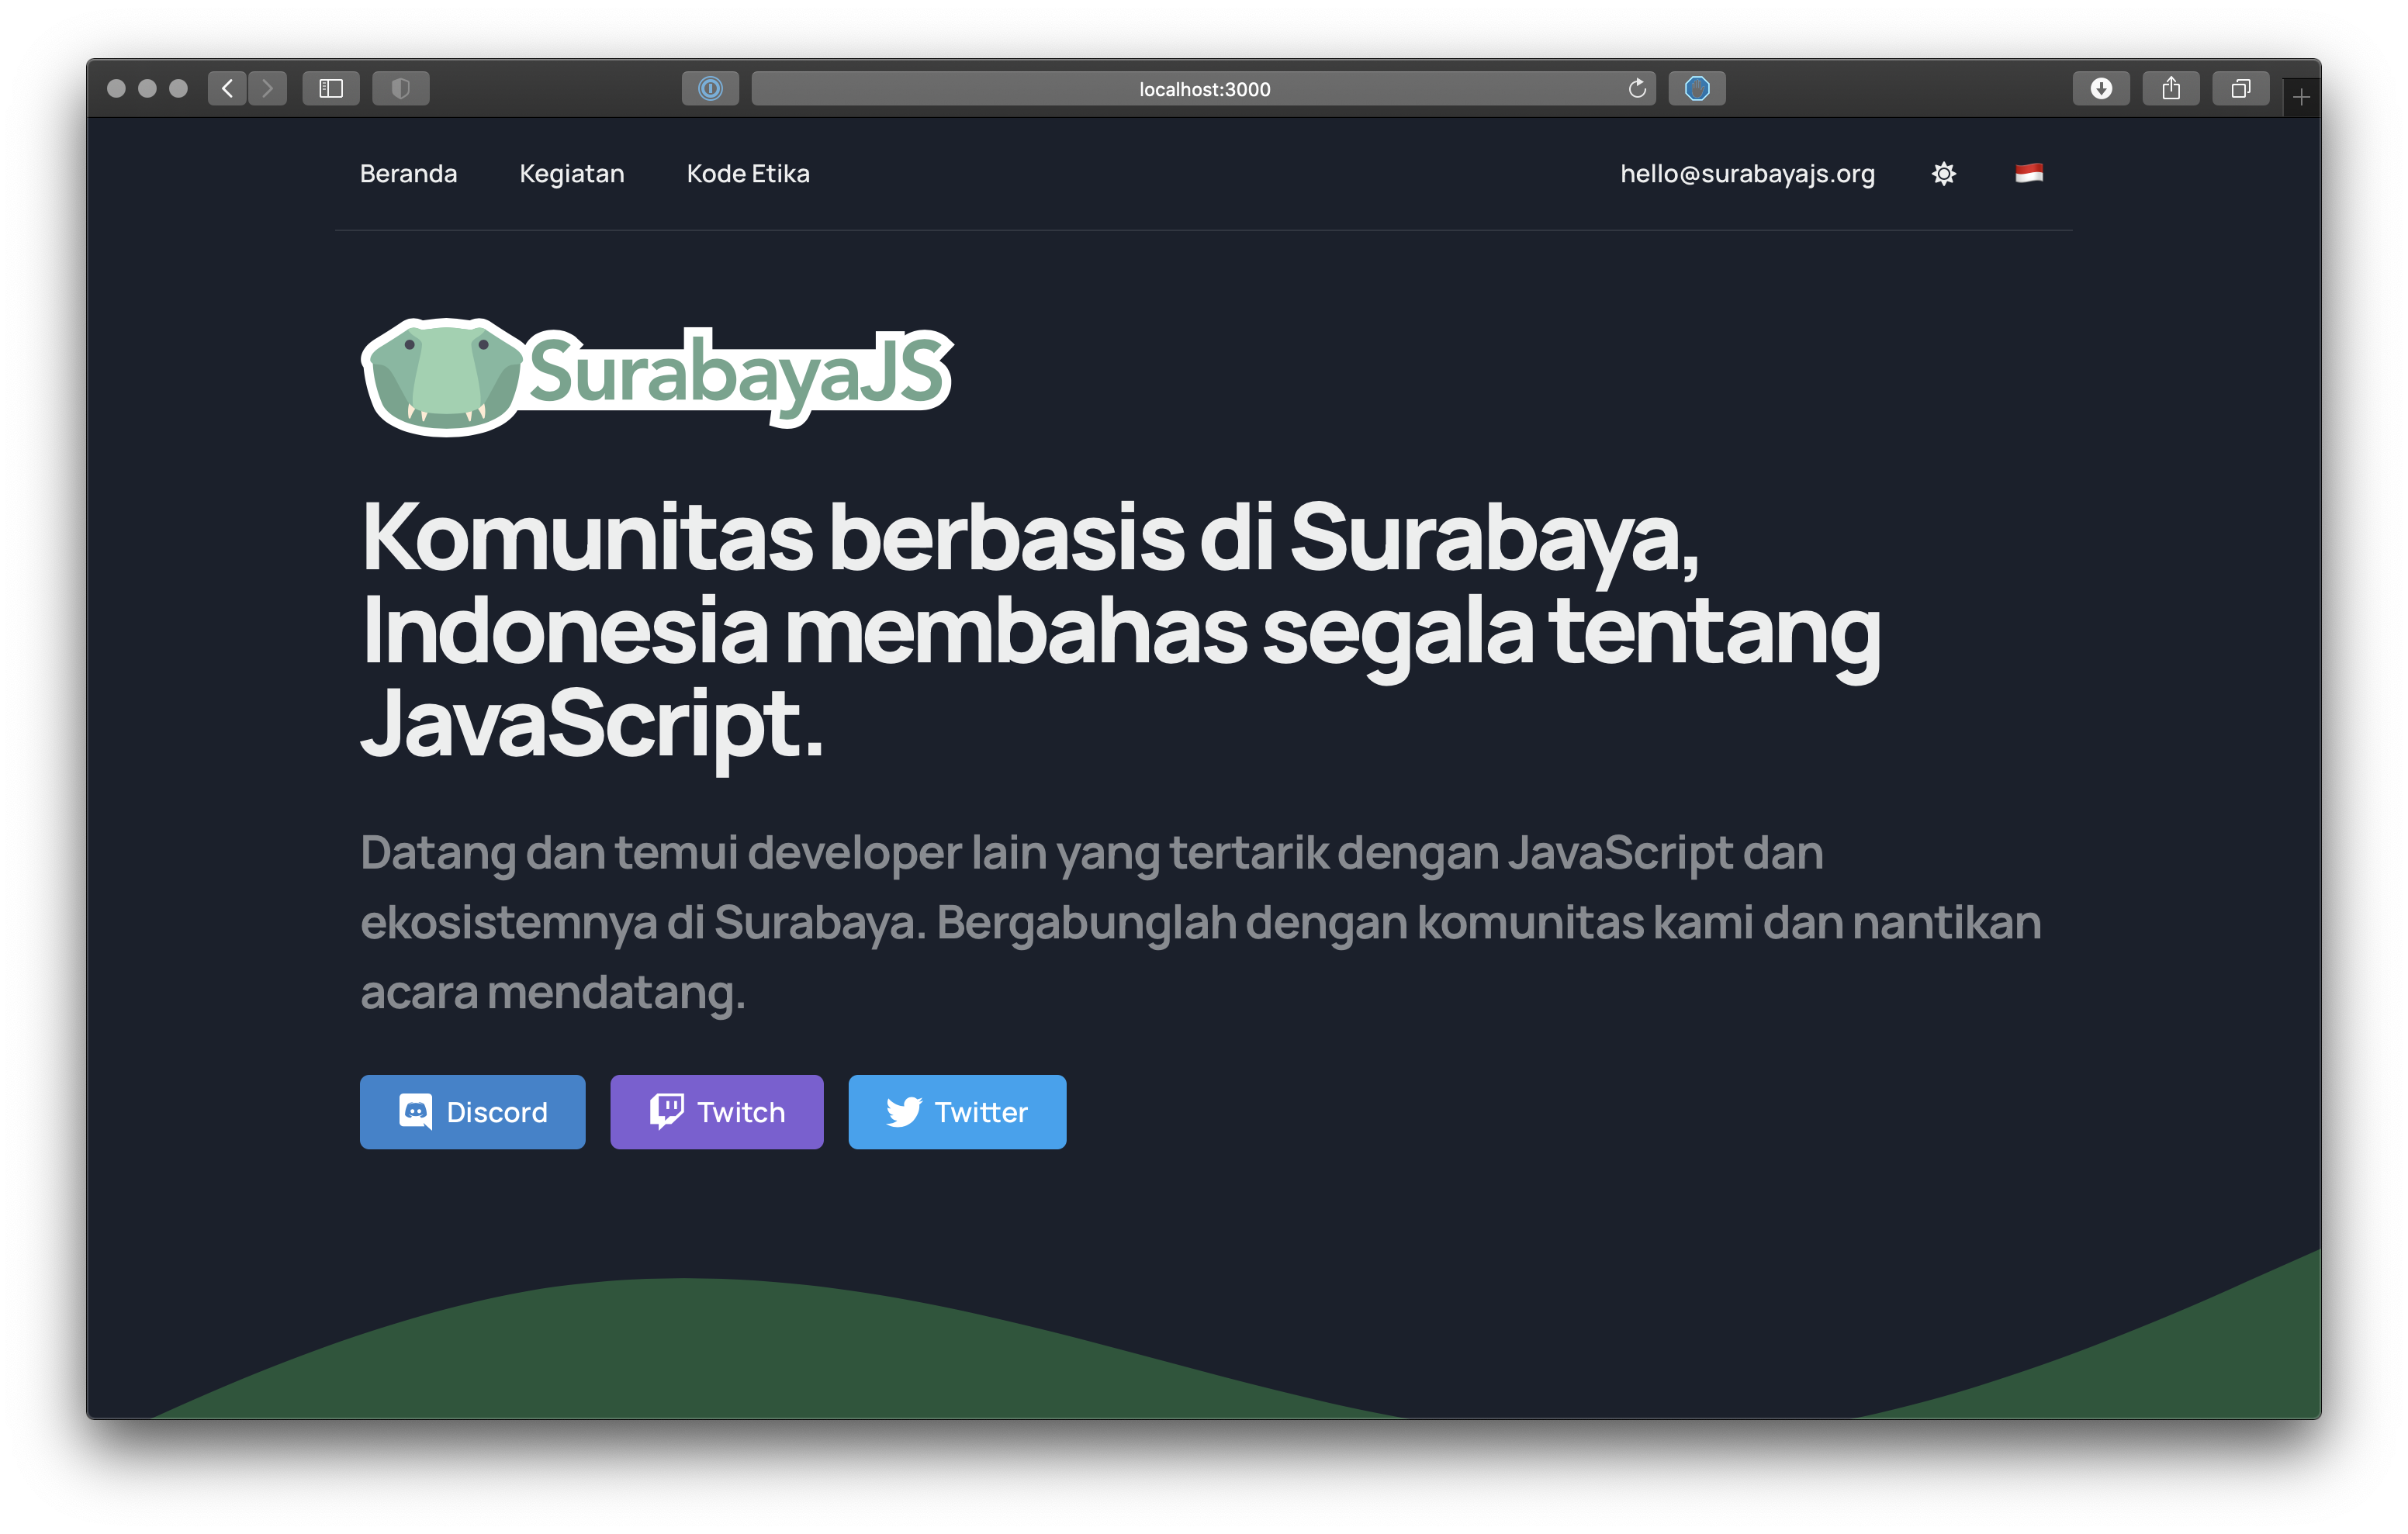 localhost:3000
Beranda Kegiatan Kode Etika hello@surabayajs.org
SurabayaJS
Komunitas berbasis di Surabaya,
Indonesia membahas segala tentang
JavaScript.
Datang dan temui developer lain yang tertarik dengan JavaScript dan
ekosistemnya di Surabaya. Bergabunglah dengan komunitas kami dan nantikan
acara mendatang.
Discord Twitch Twitter